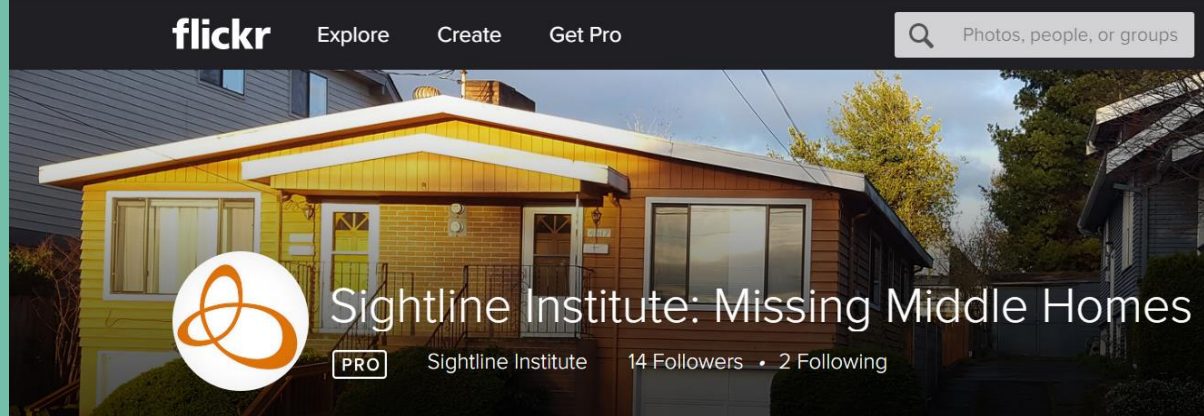 flickr Explore Create Get Pro Photos, people, or groups
Sightline Institute: Missing Middle Homes
PRO Sightline Institute 14 Followers • 2 Following